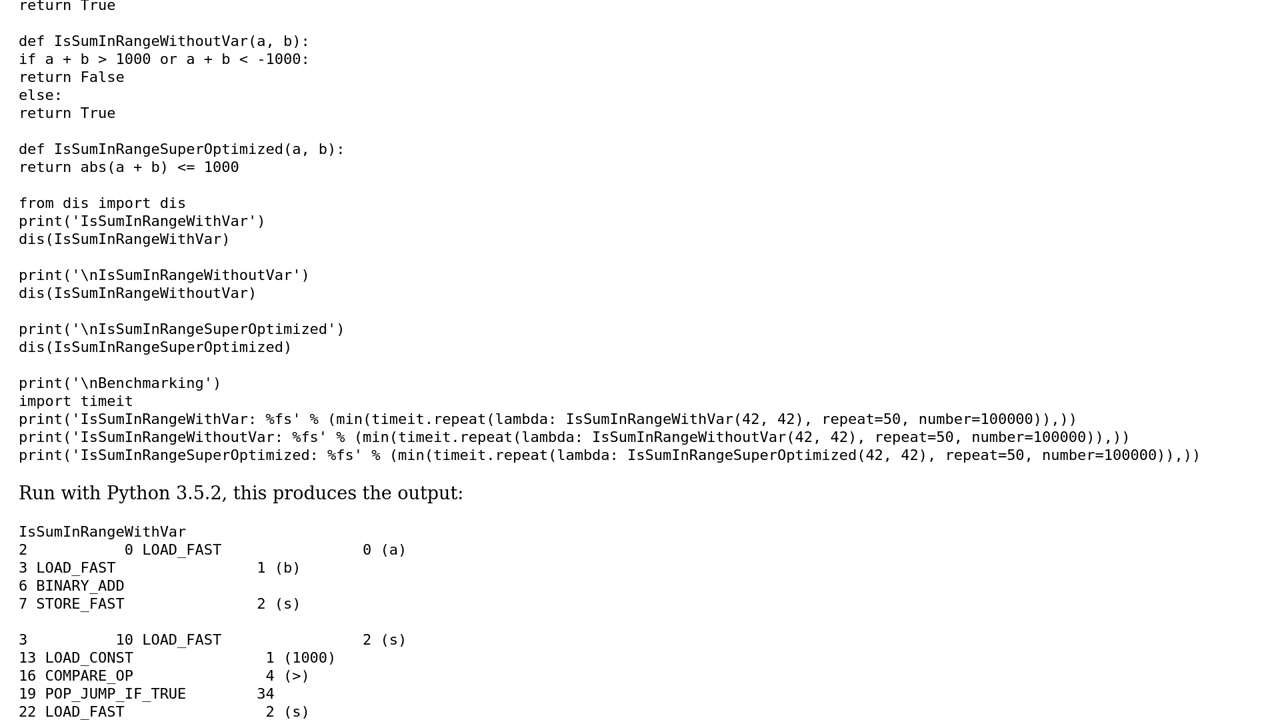 return True

def IsSumInRangeWithoutVar(a, b):
if a + b > 1000 or a + b < -1000:
return False
else:
return True

def IsSumInRangeSuperOptimized(a, b):
return abs(a + b) <= 1000

from dis import dis
print('IsSumInRangeWithVar')
dis(IsSumInRangeWithVar)

print('\nIsSumInRangeWithoutVar')
dis(IsSumInRangeWithoutVar)

print('\nIsSumInRangeSuperOptimized')
dis(IsSumInRangeSuperOptimized)

print('\nBenchmarking')
import timeit
print('IsSumInRangeWithVar: %fs' % (min(timeit.repeat(lambda: IsSumInRangeWithVar(42, 42), repeat=50, number=100000)),))
print('IsSumInRangeWithoutVar: %fs' % (min(timeit.repeat(lambda: IsSumInRangeWithoutVar(42, 42), repeat=50, number=100000)),))
print('IsSumInRangeSuperOptimized: %fs' % (min(timeit.repeat(lambda: IsSumInRangeSuperOptimized(42, 42), repeat=50, number=100000)),))

Run with Python 3.5.2, this produces the output:

IsSumInRangeWithVar
2           0 LOAD_FAST                0 (a)
3 LOAD_FAST                1 (b)
6 BINARY_ADD
7 STORE_FAST               2 (s)

3          10 LOAD_FAST                2 (s)
13 LOAD_CONST               1 (1000)
16 COMPARE_OP               4 (>)
19 POP_JUMP_IF_TRUE        34
22 LOAD_FAST                2 (s)